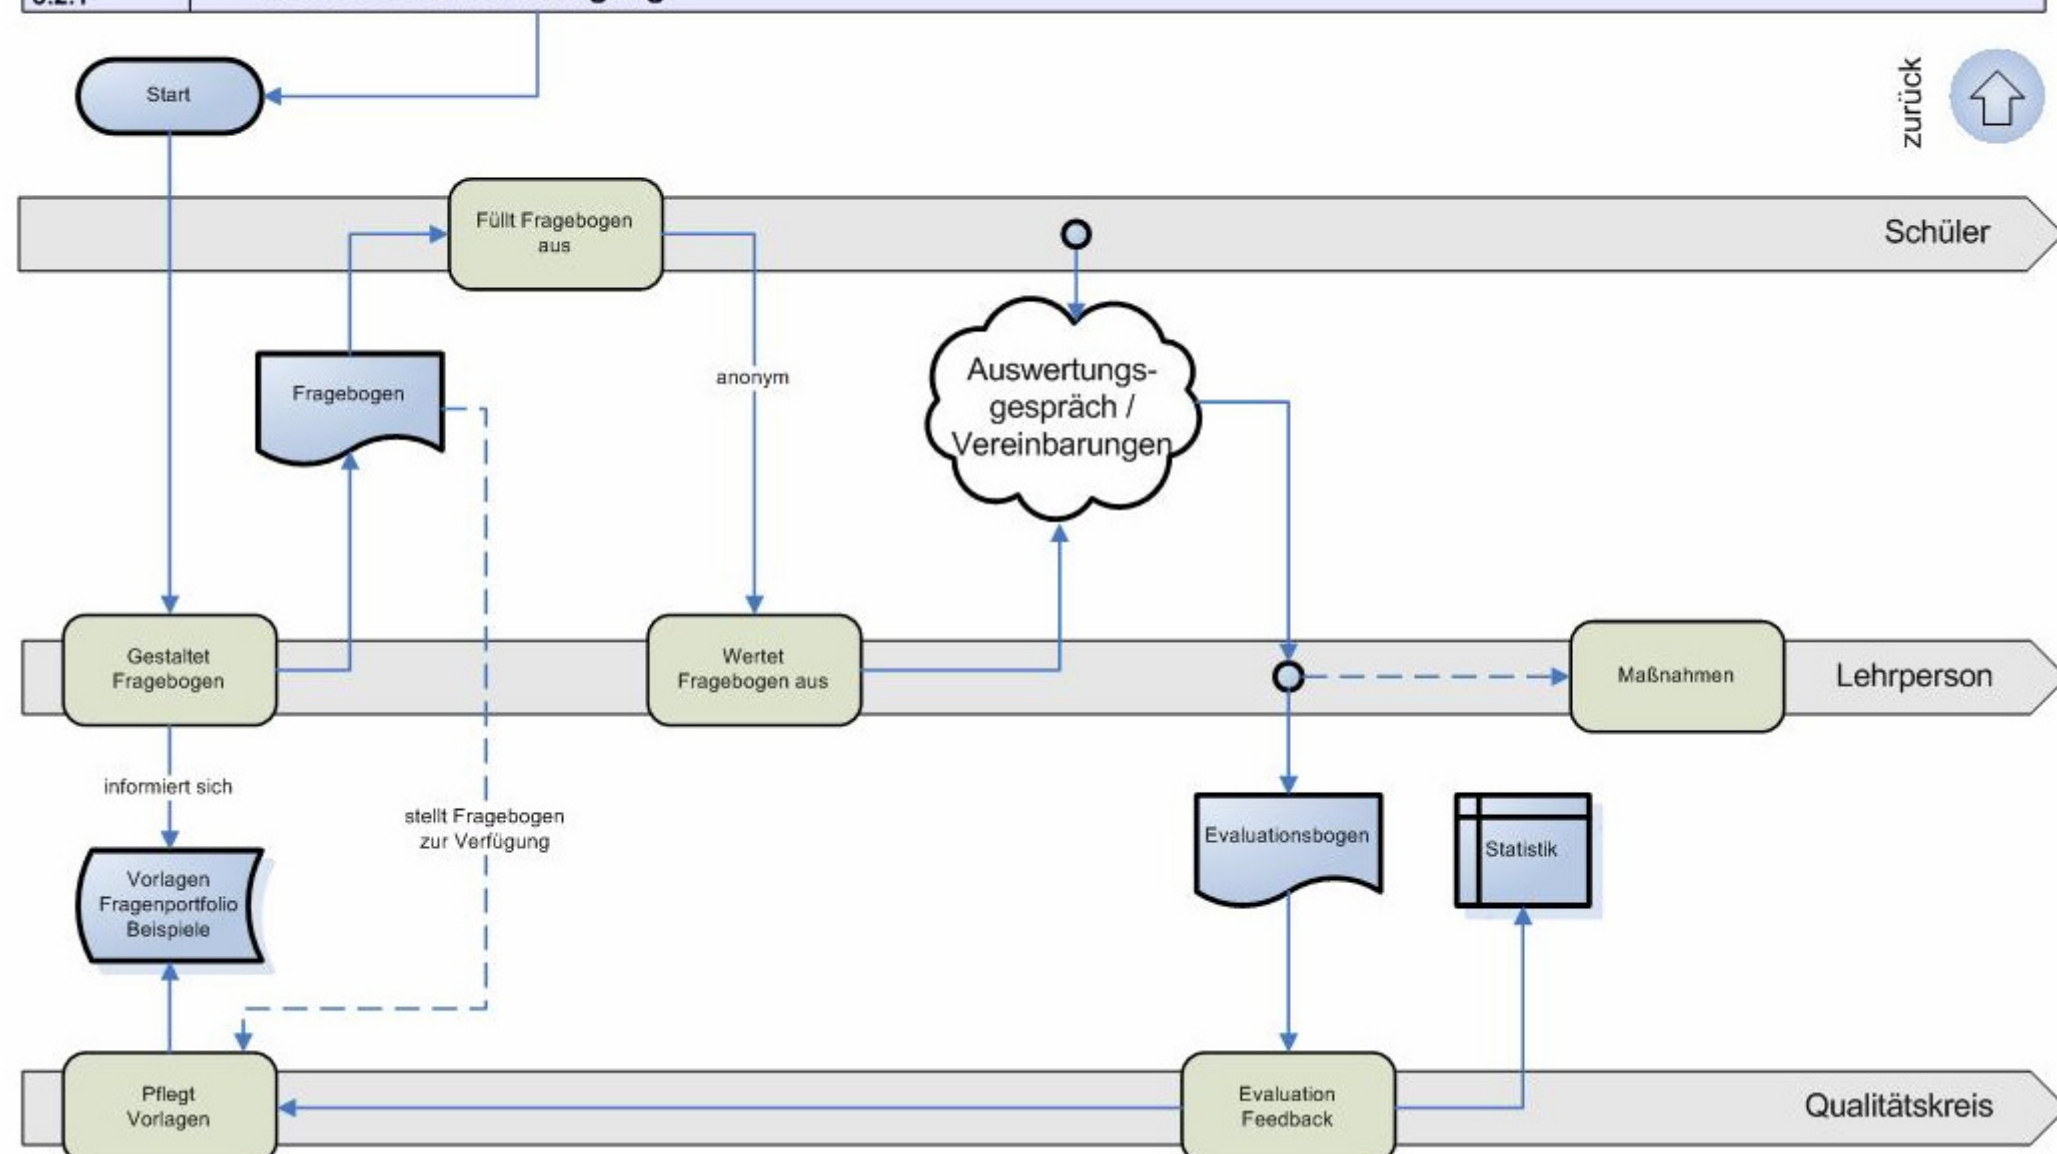 Start
zurück
Füllt Fragebogen
aus
Schüler
Fragebogen
anonym
Auswertungs-
gespräch /
Vereinbarungen
Gestaltet
Fragebogen
Wertet
Fragebogen aus
Maßnahmen
Lehrperson
informiert sich
stellt Fragebogen
zur Verfügung
Evaluationsbogen
Statistik
Vorlagen
Fragenportfolio
Beispiele
Pflegt
Vorlagen
Evaluation
Feedback
Qualitätskreis